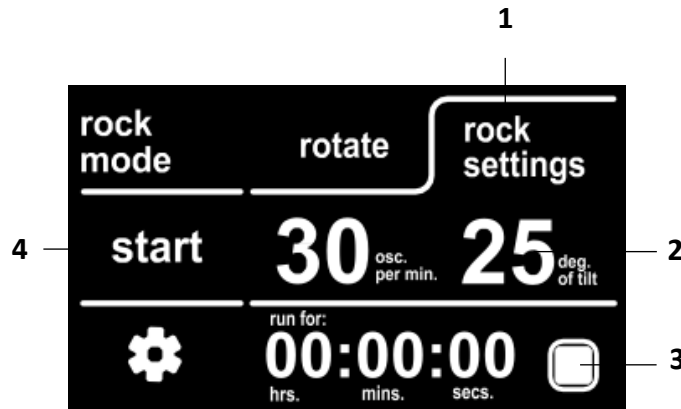 1
rock
mode
rotate
rock
settings
4
start
30 osc.
per min.
25 deg.
of tilt
2
run for:
00:00:00
hrs. mins. secs.
3